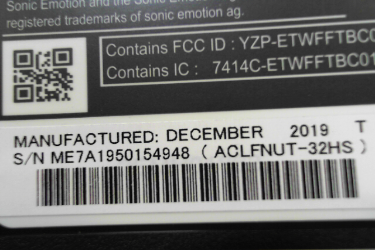 Sonic Emotion and the Sonic Emotion
registered trademarks of sonic emotion ag.
Contains FCC ID : YZP-ETWFFTBC0
Contains IC : 7414C-ETWFFTBC01
MANUFACTURED: DECEMBER 2019 T
S/N ME7A1950154948 ( ACLFNUT-32HS )